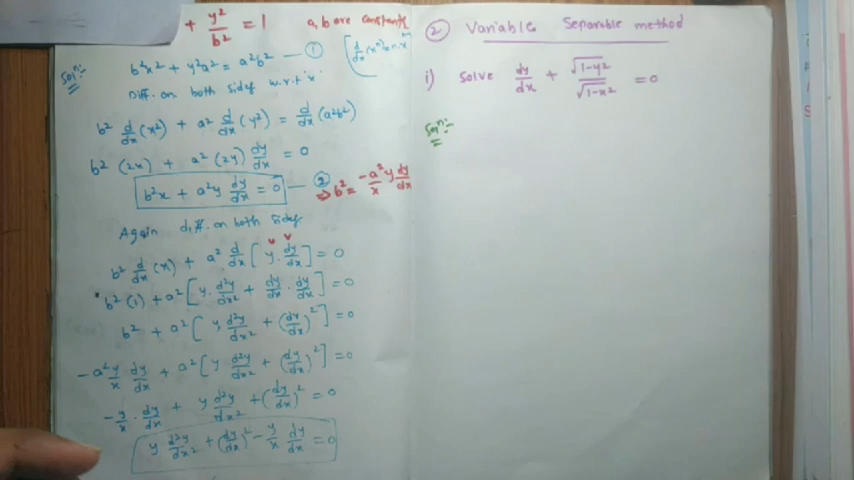 + y²/b² = 1 a, b are constants
Solⁿ:-
b²x² + y²a² = a²b² — ① [d/dx (xⁿ) = n·xⁿ⁻¹
Diff. on both sides w.r.t 'x'
b² d/dx (x²) + a² d/dx (y²) = d/dx (a²b²)
b² (2x) + a² (2y) dy/dx = 0
b²x + a²y dy/dx = 0 — ② ⇒ b² = -a²y/x dy/dx
Again diff. on both sides
b² d/dx (x) + a² d/dx [y. dy/dx] = 0
b² (1) + a² [y. d²y/dx² + dy/dx . dy/dx] = 0
b² + a² [y d²y/dx² + (dy/dx)²] = 0
-a²y/x dy/dx + a² [y d²y/dx² + (dy/dx)²] = 0
-y/x . dy/dx + y d²y/dx² + (dy/dx)² = 0
y d²y/dx² + (dy/dx)² - y/x dy/dx = 0
② Variable Separable method
i) Solve dy/dx + √1-y²/√1-x² = 0
Solⁿ:-